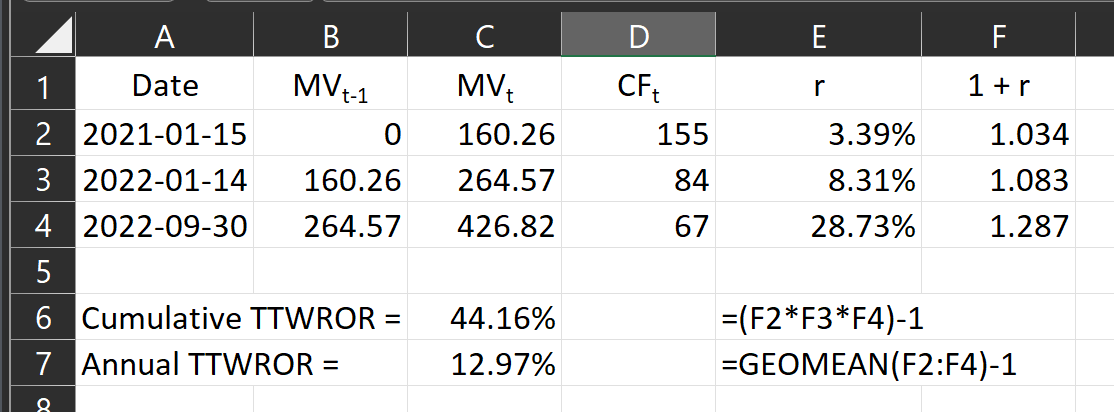 A B C D E F
1 Date MVt-1 MVt CFt r 1 + r
2 2021-01-15 0 160.26 155 3.39% 1.034
3 2022-01-14 160.26 264.57 84 8.31% 1.083
4 2022-09-30 264.57 426.82 67 28.73% 1.287
5
6 Cumulative TTWROR = 44.16% =(F2*F3*F4)-1
7 Annual TTWROR = 12.97% =GEOMEAN(F2:F4)-1
8